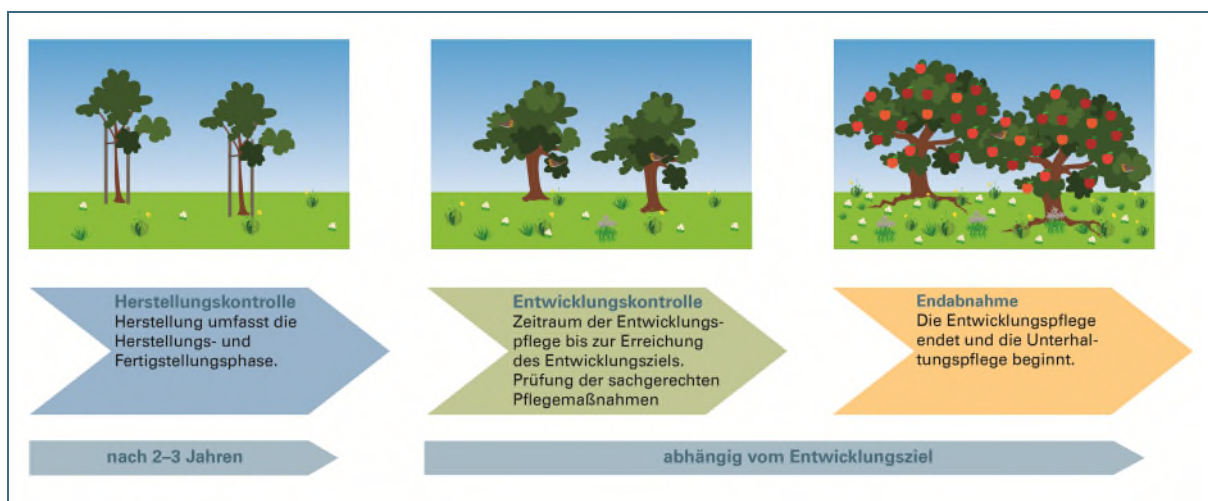 Herstellungskontrolle
Herstellung umfasst die
Herstellungs- und
Fertigstellungsphase.
Entwicklungskontrolle
Zeitraum der Entwicklungs-
pflege bis zur Erreichung
des Entwicklungsziels.
Prüfung der sachgerechten
Pflegemaßnahmen
Endabnahme
Die Entwicklungspflege
endet und die Unterhal-
tungspflege beginnt.
nach 2–3 Jahren
abhängig vom Entwicklungsziel